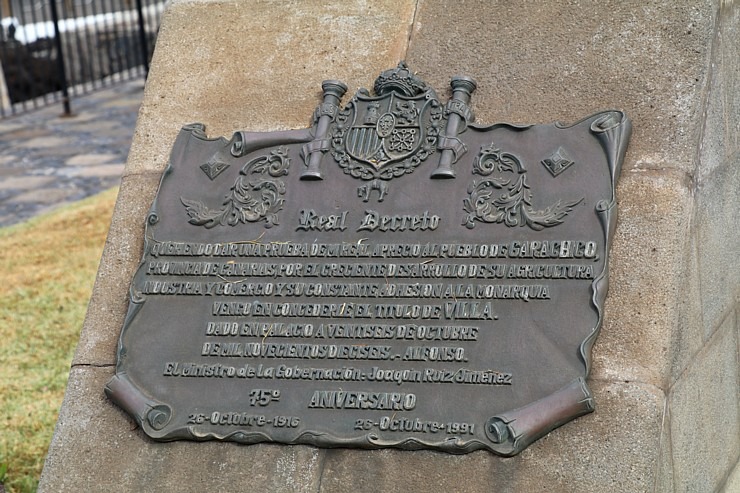 Real Decreto
QUERIENDO DAR UNA PRUEBA DE MI REAL APRECIO AL PUEBLO DE GARACHICO,
PROVINCIA DE CANARIAS, POR EL CRECIENTE DESARROLLO DE SU AGRICULTURA
INDUSTRIA Y COMERCIO Y SU CONSTANTE ADHESION A LA MONARQUIA
VENGO EN CONCEDERLE EL TITULO DE VILLA.
DADO EN PALACIO A VENTISEIS DE OCTUBRE
DE MIL NOVECIENTOS DIECISEIS.- ALFONSO.
El Ministro de la Gobernación- Joaquin Ruiz Jiménez
75º ANIVERSARIO
26-Octubre-1916 26-Octubre-1991